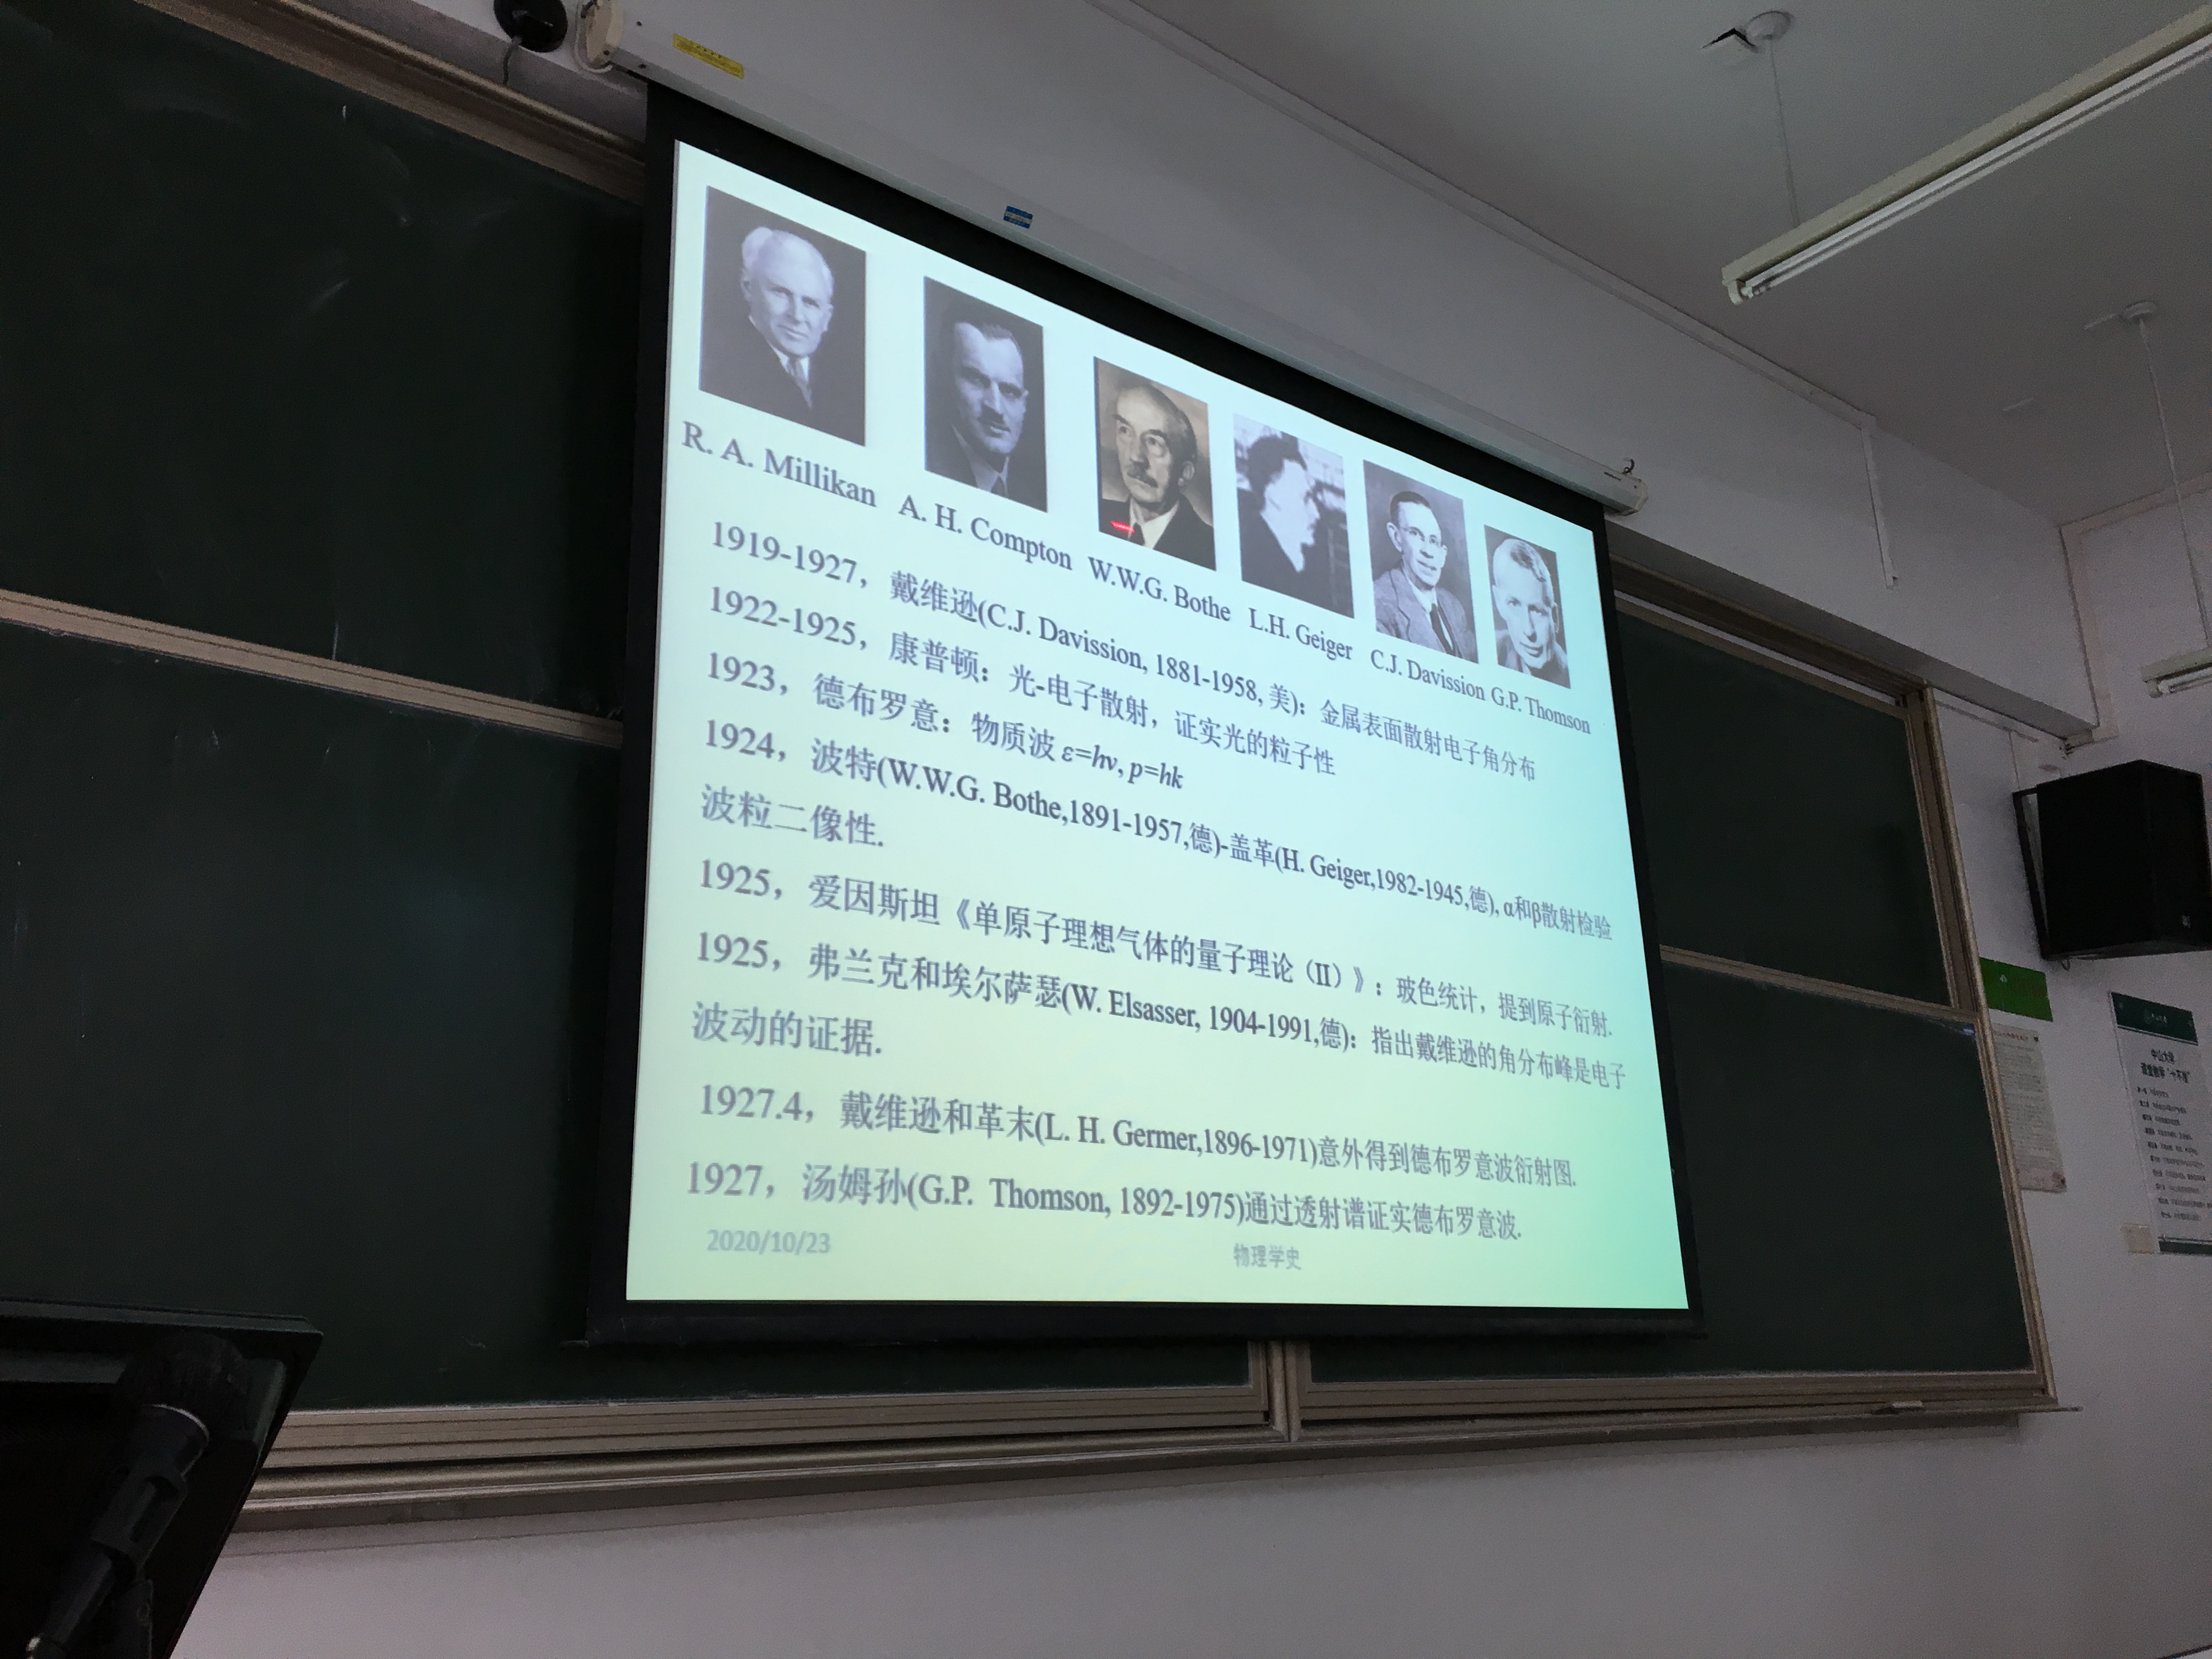 R. A. Millikan A. H. Compton W.W.G. Bothe L.H. Geiger C.J. Davission G.P. Thomson
1919-1927，戴维逊(C.J. Davission, 1881-1958, 美)：金属表面散射电子角分布
1922-1925，康普顿：光-电子散射，证实光的粒子性
1923，德布罗意：物质波 ε=hν, p=hk
1924，波特(W.W.G. Bothe,1891-1957,德)-盖革(H. Geiger,1982-1945,德), α和β散射检验
波粒二像性.
1925，爱因斯坦《单原子理想气体的量子理论（II）》：玻色统计，提到原子衍射.
1925，弗兰克和埃尔萨瑟(W. Elsasser, 1904-1991,德)：指出戴维逊的角分布峰是电子
波动的证据.
1927.4，戴维逊和革末(L. H. Germer,1896-1971)意外得到德布罗意波衍射图.
1927，汤姆孙(G.P. Thomson, 1892-1975)通过透射谱证实德布罗意波.
2020/10/23 物理学史
中山大学